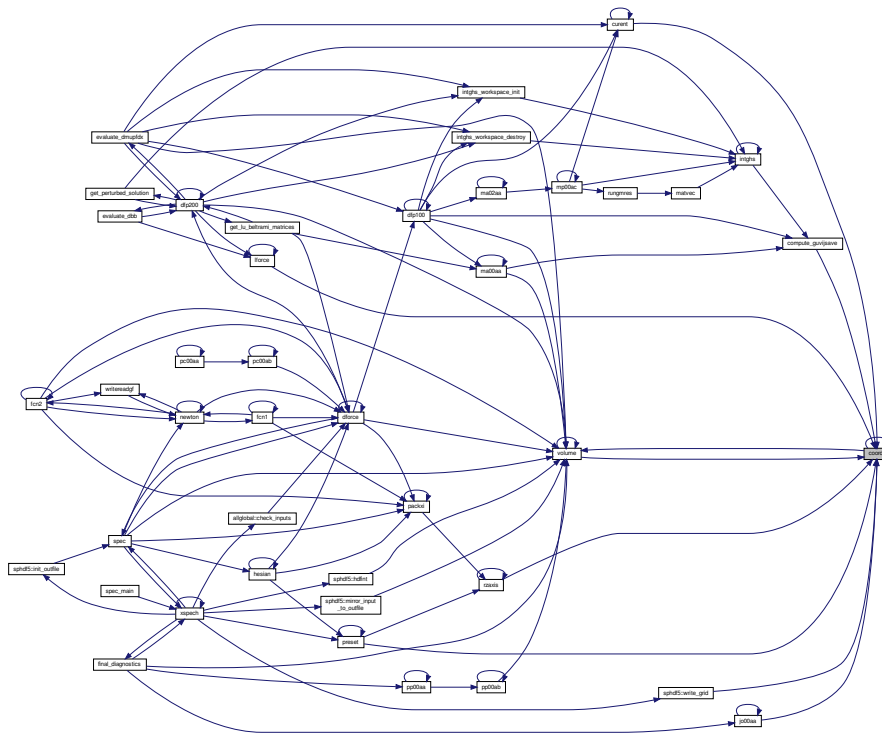 curent
intghs_workspace_init
evaluate_dmupfdx
intghs_workspace_destroy
intghs
get_perturbed_solution
ma02aa
mp00ac
rungmres
matvec
dfp200
evaluate_dbb
dfp100
get_lu_beltrami_matrices
compute_guvijsave
lforce
ma00aa
pc00aa
pc00ab
writereadgf
fcn2
newton
fcn1
dforce
volume
coord
packxi
allglobal::check_inputs
spec
sphdf5::init_outfile
hesian
sphdf5::hdfint
rzaxis
spec_main
sphdf5::mirror_input
_to_outfile
xspech
preset
final_diagnostics
pp00aa
pp00ab
sphdf5::write_grid
jo00aa